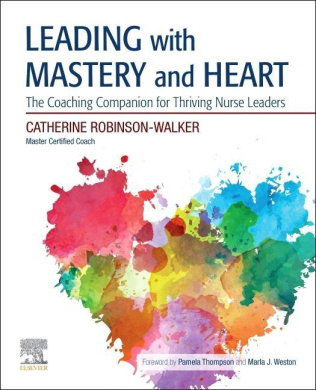 LEADING with
MASTERY and HEART
The Coaching Companion for Thriving Nurse Leaders
CATHERINE ROBINSON-WALKER
Master Certified Coach
ELSEVIER
Foreword by Pamela Thompson and Marla J. Weston